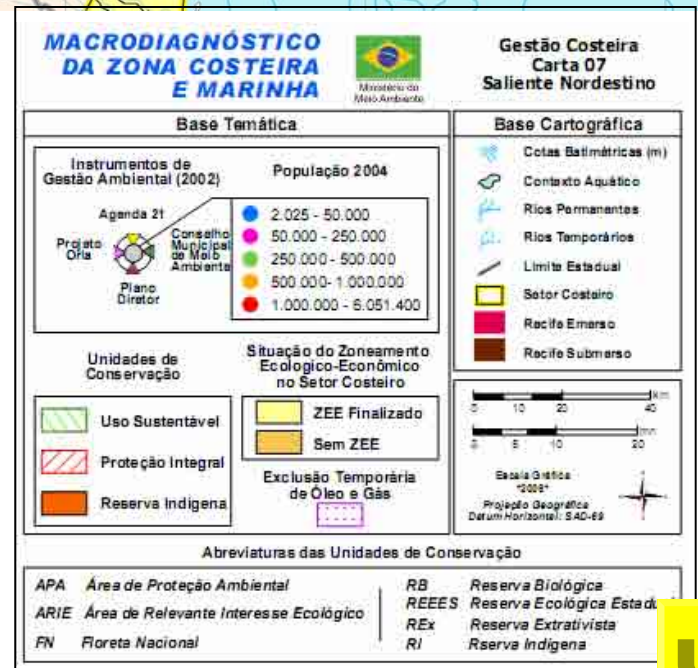 MACRODIAGNÓSTICO
DA ZONA COSTEIRA
E MARINHA
Ministério do
Meio Ambiente
Gestão Costeira
Carta 07
Saliente Nordestino
Base Temática
Instrumentos de
Gestão Ambiental (2002)
Agenda 21
Projeto
Orla
Conselho
Municipal
de Meio
Ambiente
Plano
Diretor
População 2004
2.025 - 50.000
50.000 - 250.000
250.000 - 500.000
500.000- 1.000.000
1.000.000 - 6.051.400
Unidades de
Conservação
Uso Sustentável
Proteção Integral
Reserva Indígena
Situação do Zoneamento
Ecologico-Econômico
no Setor Costeiro
ZEE Finalizado
Sem ZEE
Exclusão Temporária
de Óleo e Gás
Base Cartográfica
Cotas Batimétricas (m)
Contexto Aquático
Rios Permanentes
Rios Temporários
Limite Estadual
Setor Costeiro
Recife Emerso
Recife Submerso
km
0 10 20 40
mn
0 5 10 20
Escala Gráfica
Projeção Geográfica
Datum Horizontal: SAD-69
Abreviaturas das Unidades de Conservação
APA Área de Proteção Ambiental
ARIE Área de Relevante Interesse Ecológico
FN Floreta Nacional
RB Reserva Biológica
REEES Reserva Ecológica Estadu
REx Reserva Extrativista
RI Rserva Indígena